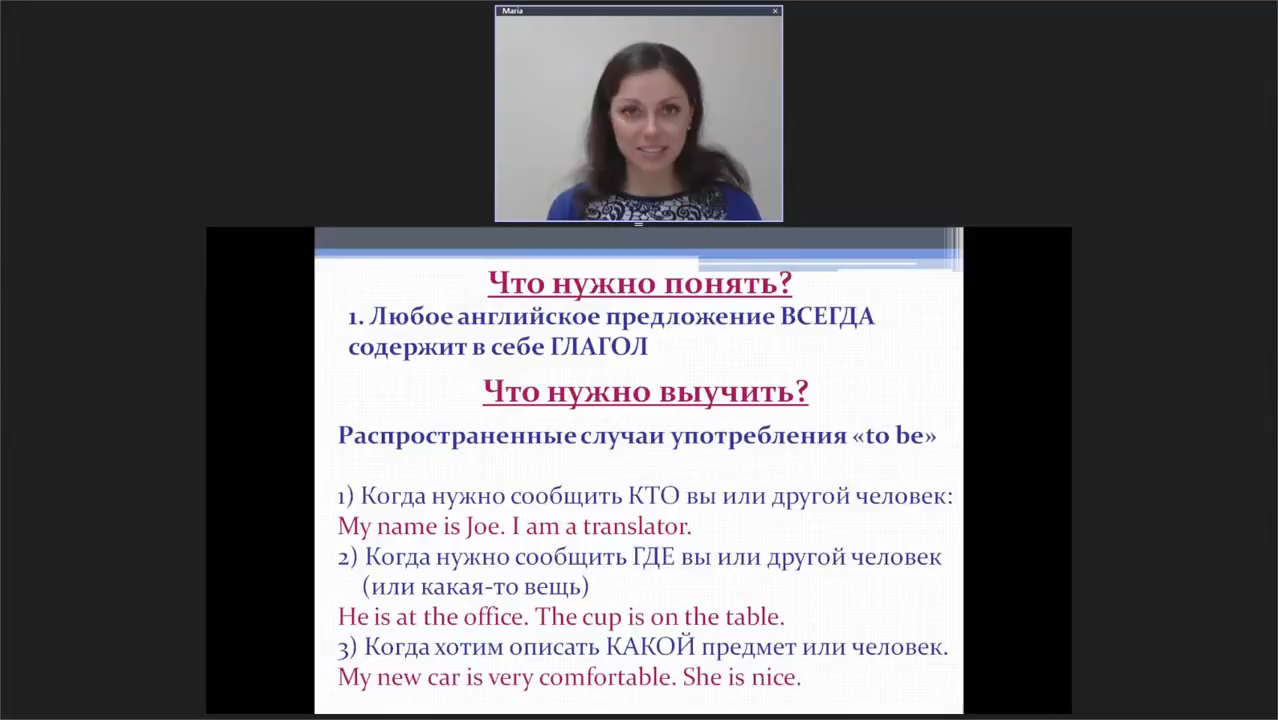 Maria
Что нужно понять?
1. Любое английское предложение ВСЕГДА
содержит в себе ГЛАГОЛ
Что нужно выучить?
Распространенные случаи употребления «to be»
1) Когда нужно сообщить КТО вы или другой человек:
My name is Joe. I am a translator.
2) Когда нужно сообщить ГДЕ вы или другой человек
(или какая-то вещь)
He is at the office. The cup is on the table.
3) Когда хотим описать КАКОЙ предмет или человек.
My new car is very comfortable. She is nice.